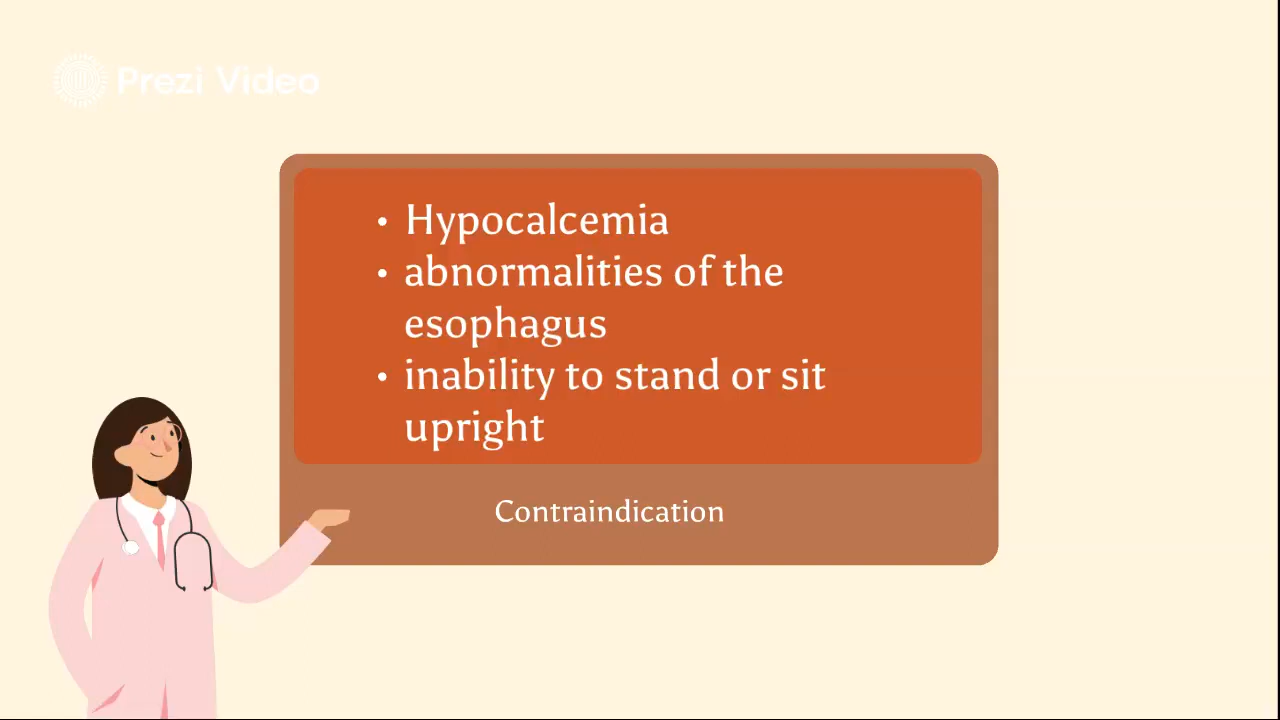 Prezi Video
• Hypocalcemia
• abnormalities of the
esophagus
• inability to stand or sit
upright
Contraindication